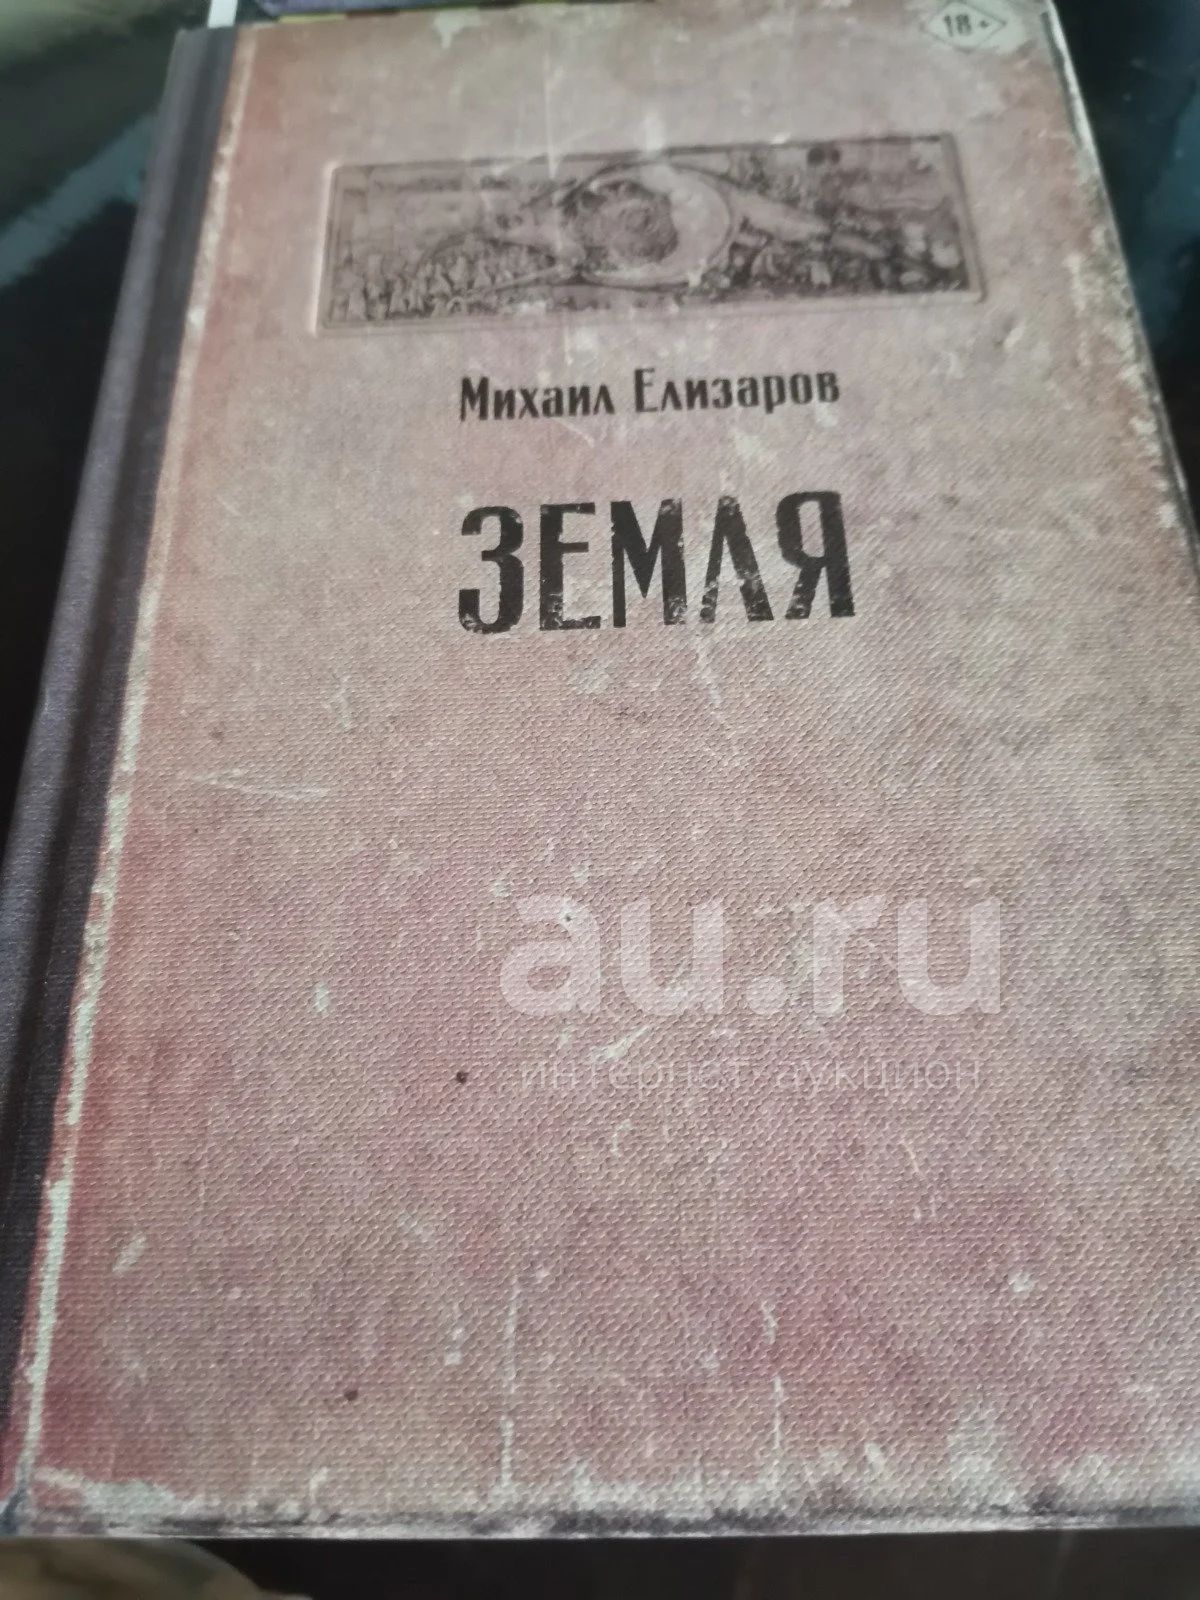 18+
Михаил Елизаров
ЗЕМЛЯ
au.ru
интернет-аукцион